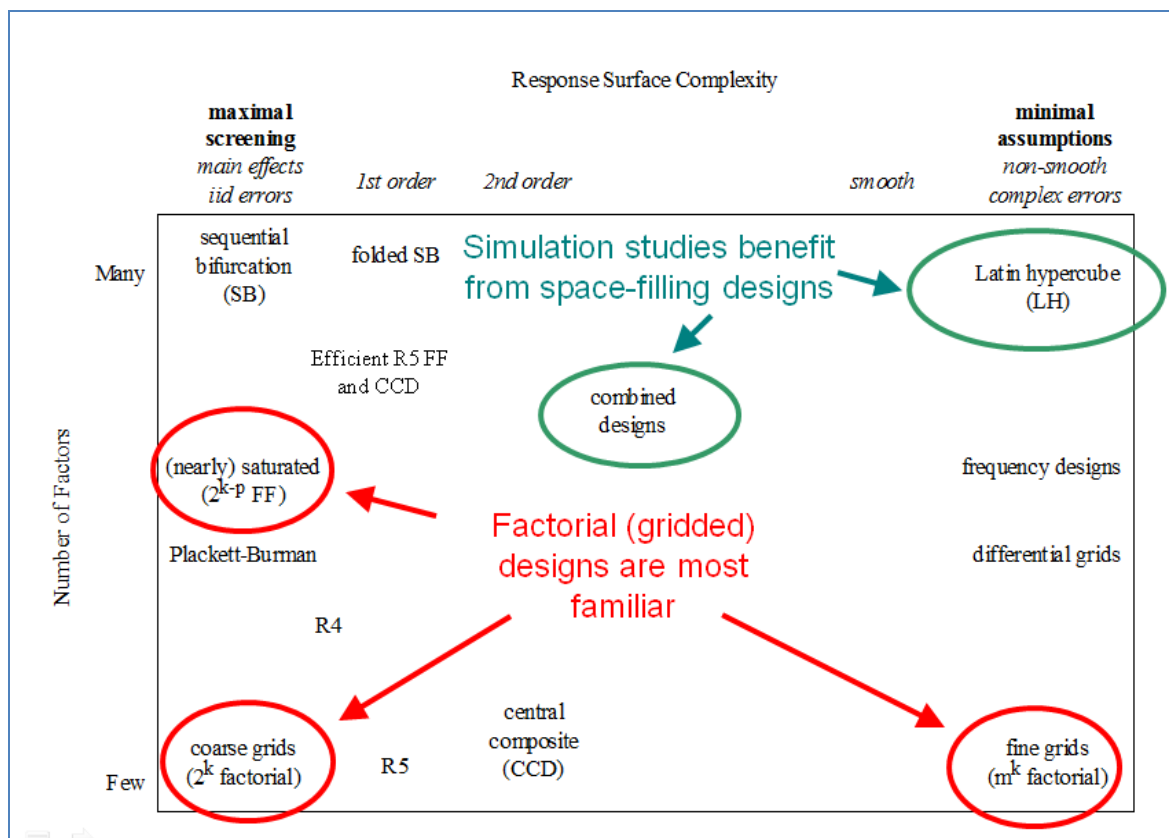 Response Surface Complexity
maximal
screening
main effects
iid errors
1st order
2nd order
smooth
minimal
assumptions
non-smooth
complex errors
Number of Factors
Many
sequential
bifurcation
(SB)
folded SB
Simulation studies benefit
from space-filling designs
Latin hypercube
(LH)
Efficient R5 FF
and CCD
combined
designs
(nearly) saturated
(2^k-p FF)
frequency designs
Factorial (gridded)
designs are most
familiar
Plackett-Burman
differential grids
R4
coarse grids
(2^k factorial)
R5
central
composite
(CCD)
fine grids
(m^k factorial)
Few